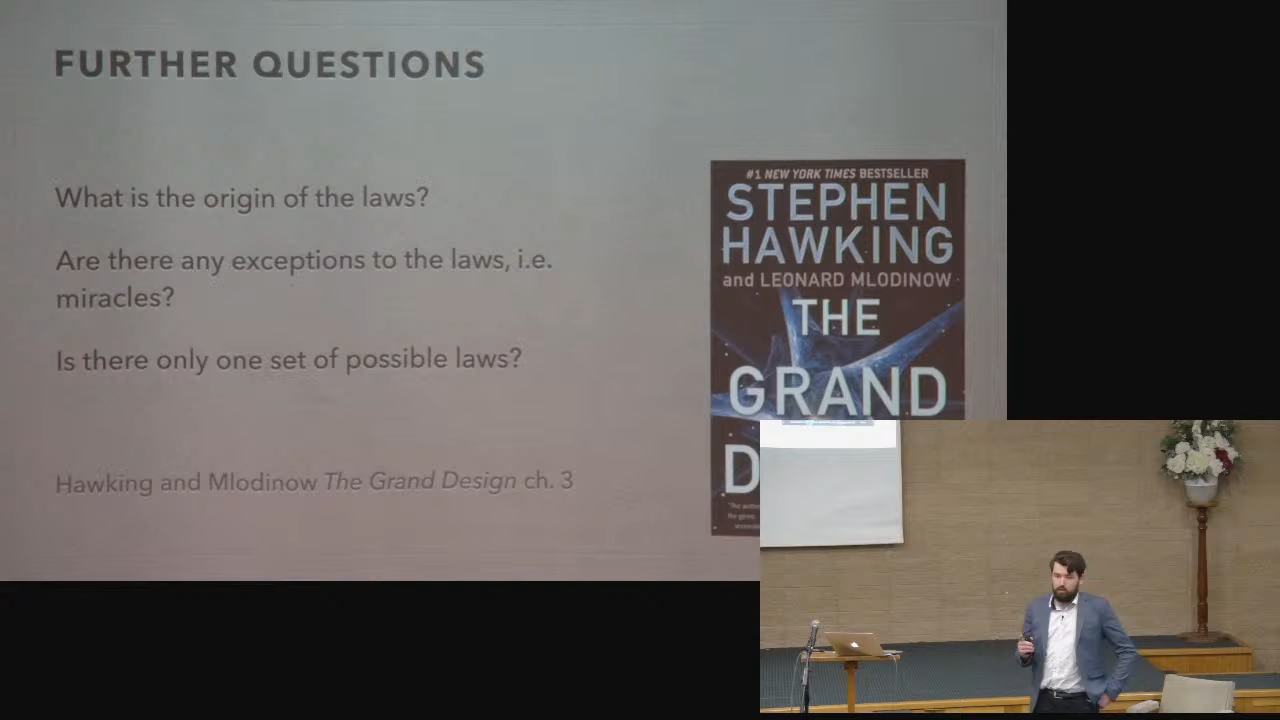 FURTHER QUESTIONS
What is the origin of the laws?
Are there any exceptions to the laws, i.e.
miracles?
Is there only one set of possible laws?
Hawking and Mlodinow The Grand Design ch. 3
#1 NEW YORK TIMES BESTSELLER
STEPHEN
HAWKING
and LEONARD MLODINOW
THE
GRAND
D